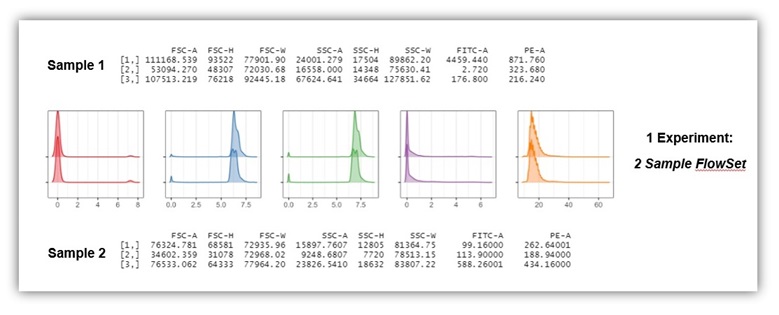 Sample 1
FSC-A FSC-H FSC-W SSC-A SSC-H SSC-W FITC-A PE-A
[1,] 111168.539 93522 77901.90 24001.279 17504 89862.20 4459.440 871.760
[2,] 53094.270 48307 72030.68 16558.000 14348 75630.41 2.720 323.680
[3,] 107513.219 76218 92445.18 67624.641 34664 127851.62 176.800 216.240
0 2 4 6 8
0.0 2.5 5.0 7.5
0.0 2.5 5.0 7.5
0 2 4 6
20 40 60
1 Experiment:
2 Sample FlowSet
Sample 2
FSC-A FSC-H FSC-W SSC-A SSC-H SSC-W FITC-A PE-A
[1,] 76324.781 68581 72935.96 15897.7607 12805 81364.75 99.16000 262.64001
[2,] 34602.359 31078 72968.02 9248.6807 7720 78513.15 113.90000 188.94000
[3,] 76533.062 64333 77964.20 23826.5410 18632 83807.22 588.26001 434.16000